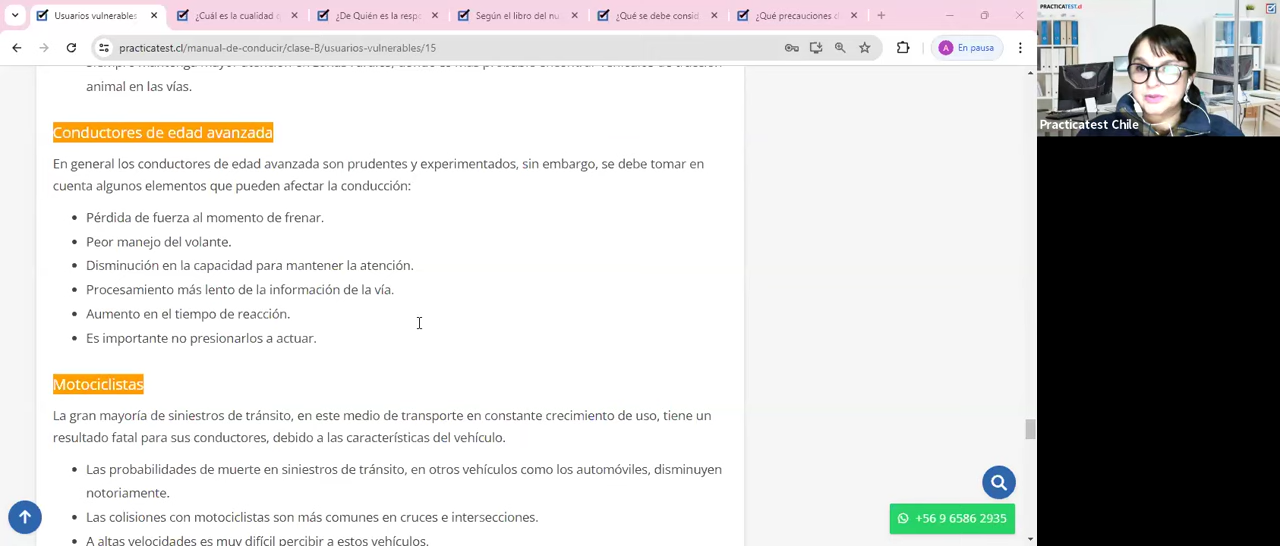 Usuarios vulnerables
¿Cuál es la cualidad q
¿De Quién es la resp
Según el libro del nu
¿Qué se debe consid
¿Qué precauciones d
practicatest.cl/manual-de-conducir/clase-B/usuarios-vulnerables/15
A En pausa
animal en las vías.
Conductores de edad avanzada
En general los conductores de edad avanzada son prudentes y experimentados, sin embargo, se debe tomar en
cuenta algunos elementos que pueden afectar la conducción:
Pérdida de fuerza al momento de frenar.
Peor manejo del volante.
Disminución en la capacidad para mantener la atención.
Procesamiento más lento de la información de la vía.
Aumento en el tiempo de reacción.
Es importante no presionarlos a actuar.
Motociclistas
La gran mayoría de siniestros de tránsito, en este medio de transporte en constante crecimiento de uso, tiene un
resultado fatal para sus conductores, debido a las características del vehículo.
Las probabilidades de muerte en siniestros de tránsito, en otros vehículos como los automóviles, disminuyen
notoriamente.
Las colisiones con motociclistas son más comunes en cruces e intersecciones.
A altas velocidades es muy difícil percibir a estos vehículos.
+56 9 6586 2935
PRACTICATEST.cl
Practicatest Chile